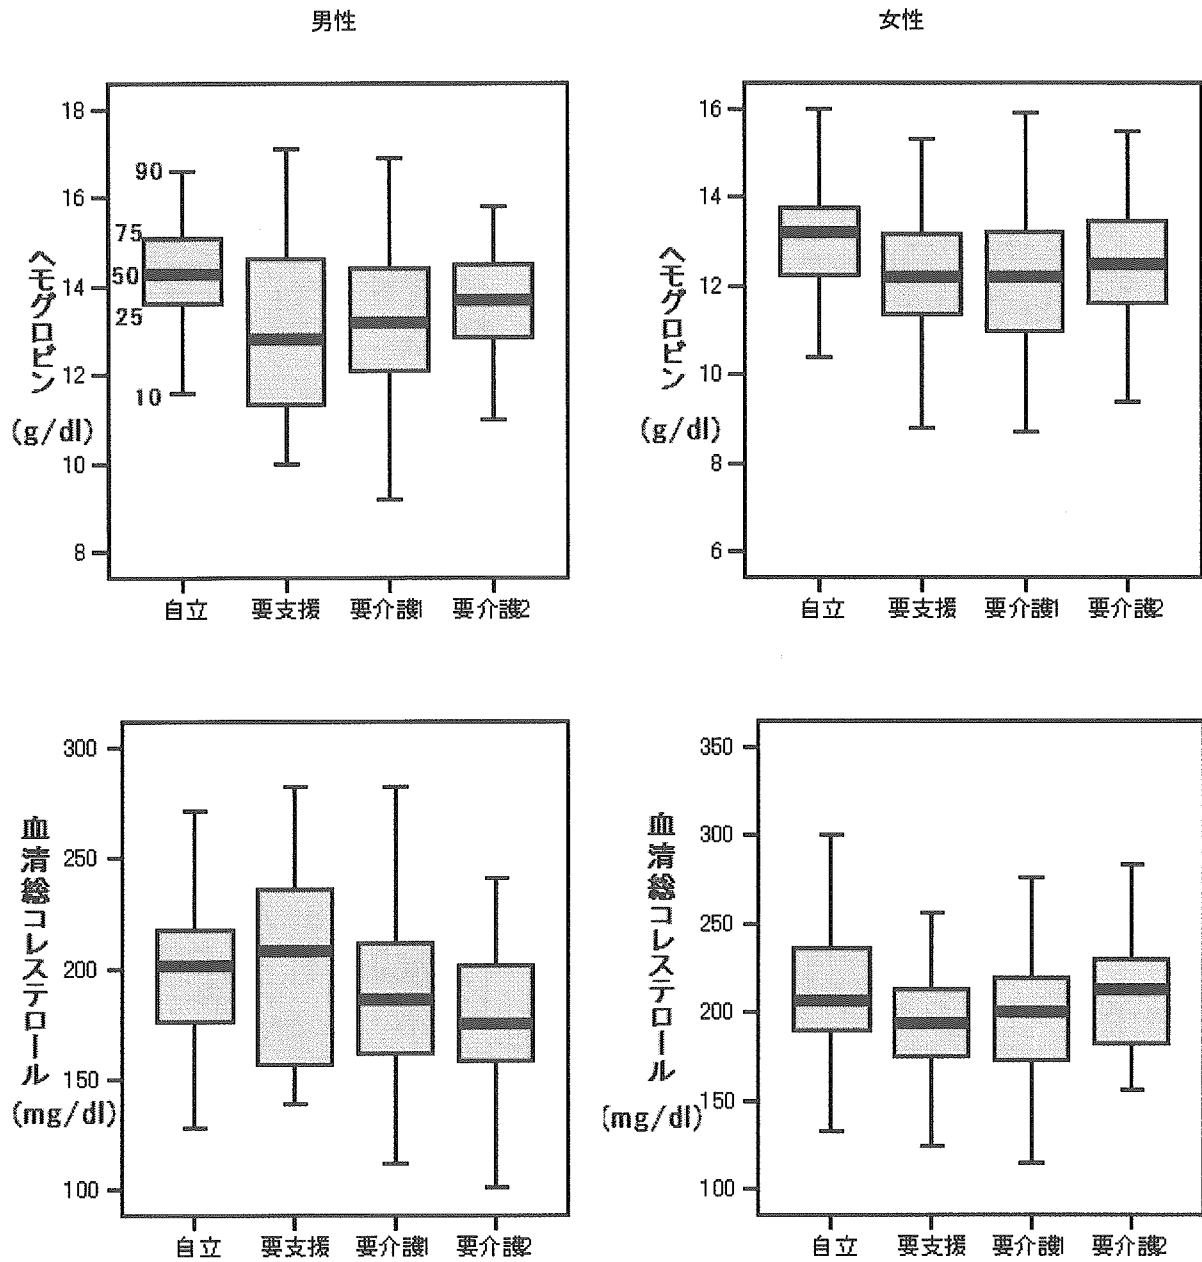 男性
女性
18
16
14
12
10
8
90
75
50
25
10
ヘモグロビン
(g/dl)
自立 要支援 要介護1 要介護2
16
14
12
10
8
6
ヘモグロビン
(g/dl)
自立 要支援 要介護1 要介護2
300
250
200
150
100
血清総コレステロール
(mg/dl)
自立 要支援 要介護1 要介護2
350
300
250
200
150
100
血清総コレステロール
(mg/dl)
自立 要支援 要介護1 要介護2